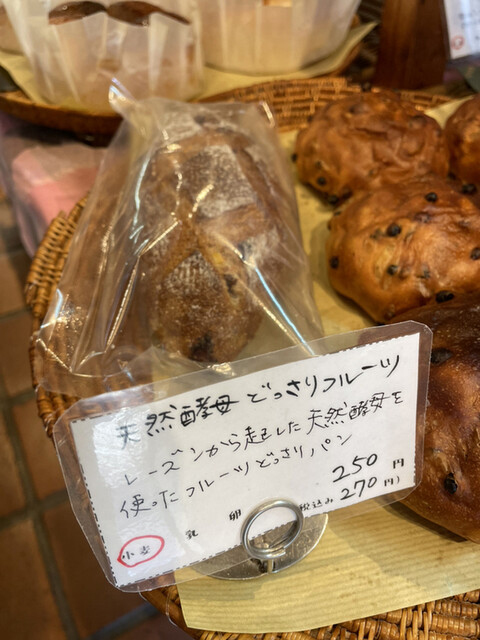 天然酵母 どっさりフルーツ
レーズンから起した天然酵母を
使ったフルーツどっさりパン
250円
小麦 乳 卵 (税込み270円)